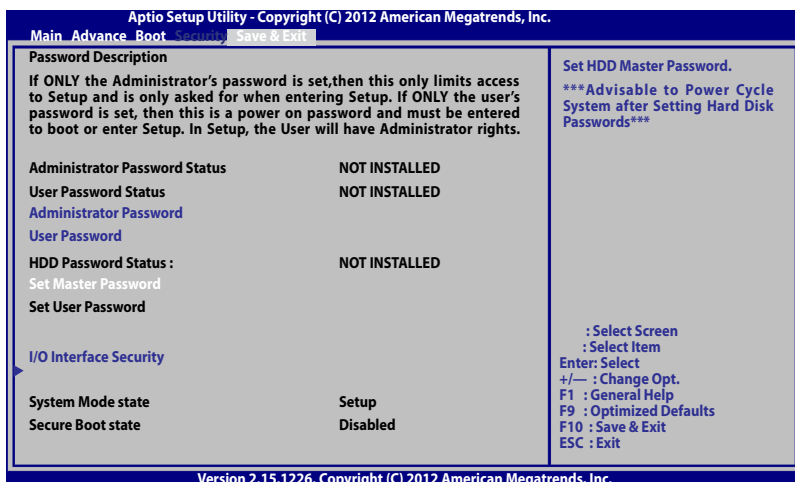 Aptio Setup Utility - Copyright (C) 2012 American Megatrends, Inc.
Main Advance Boot Security Save & Exit
Password Description
If ONLY the Administrator's password is set,then this only limits access
to Setup and is only asked for when entering Setup. If ONLY the user's
password is set, then this is a power on password and must be entered
to boot or enter Setup. In Setup, the User will have Administrator rights.
Administrator Password Status NOT INSTALLED
User Password Status NOT INSTALLED
Administrator Password
User Password
HDD Password Status : NOT INSTALLED
Set Master Password
Set User Password
I/O Interface Security
System Mode state Setup
Secure Boot state Disabled
Set HDD Master Password.
***Advisable to Power Cycle
System after Setting Hard Disk
Passwords***
: Select Screen
: Select Item
Enter: Select
+/— : Change Opt.
F1 : General Help
F9 : Optimized Defaults
F10 : Save & Exit
ESC : Exit
Version 2.15.1226. Copyright (C) 2012 American Megatrends, Inc.